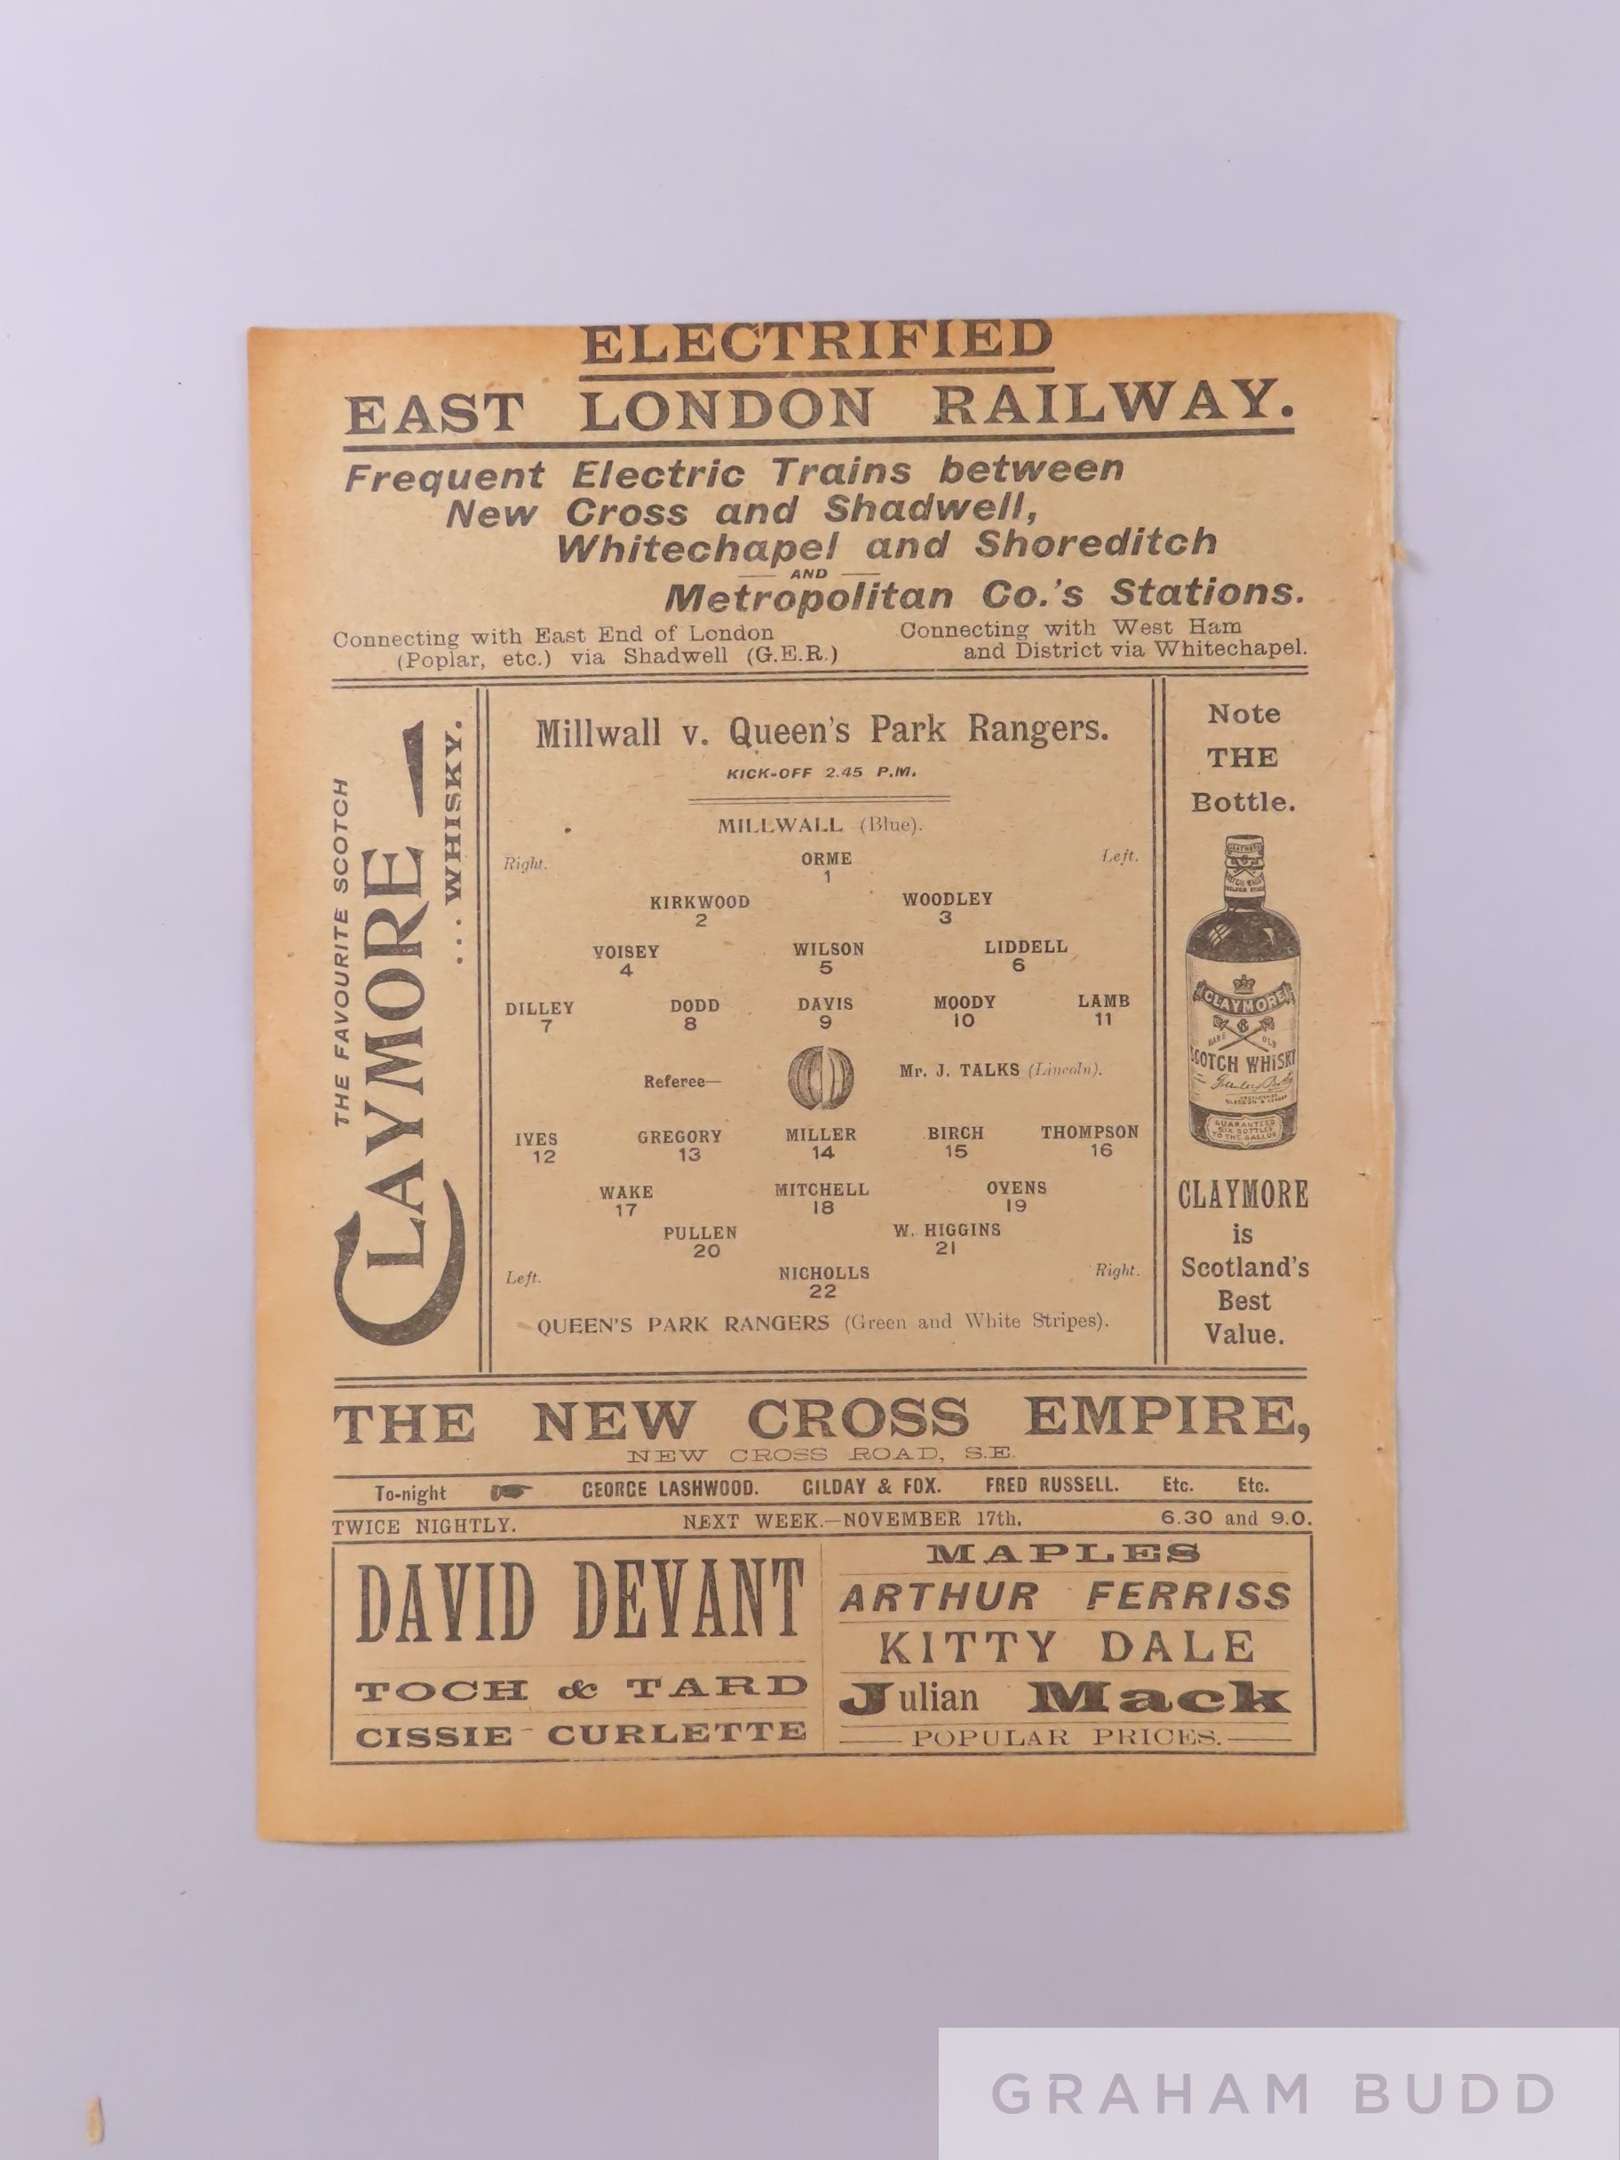 ELECTRIFIED
EAST LONDON RAILWAY.
Frequent Electric Trains between
New Cross and Shadwell,
Whitechapel and Shoreditch
AND
Metropolitan Co.'s Stations.
Connecting with East End of London
(Poplar, etc.) via Shadwell (G.E.R.)
Connecting with West Ham
and District via Whitechapel.
THE FAVOURITE SCOTCH
CLAYMORE
...WHISKY.
Millwall v. Queen's Park Rangers.
KICK-OFF 2.45 P.M.
MILLWALL (Blue).
Right. ORME Left.
1
KIRKWOOD WOODLEY
2 3
VOISEY WILSON LIDDELL
4 5 6
DILLEY DODD DAVIS MOODY LAMB
7 8 9 10 11
Referee— Mr. J. TALKS (Lincoln).
IVES GREGORY MILLER BIRCH THOMPSON
12 13 14 15 16
WAKE MITCHELL OVENS
17 18 19
PULLEN W. HIGGINS
20 21
Left. NICHOLLS Right.
22
QUEEN'S PARK RANGERS (Green and White Stripes).
Note
THE
Bottle.
CLAYMORE
OLD
SCOTCH WHISKY
GUARANTEED
SIX BOTTLES
TO THE GALLON
CLAYMORE
is
Scotland's
Best
Value.
THE NEW CROSS EMPIRE,
NEW CROSS ROAD, S.E.
To-night GEORGE LASHWOOD. GILDAY & FOX. FRED RUSSELL. Etc. Etc.
TWICE NIGHTLY. NEXT WEEK.—NOVEMBER 17th. 6.30 and 9.0.
DAVID DEVANT
TOCH & TARD
CISSIE CURLETTE
MAPLES
ARTHUR FERRISS
KITTY DALE
Julian Mack
POPULAR PRICES.
GRAHAM BUDD